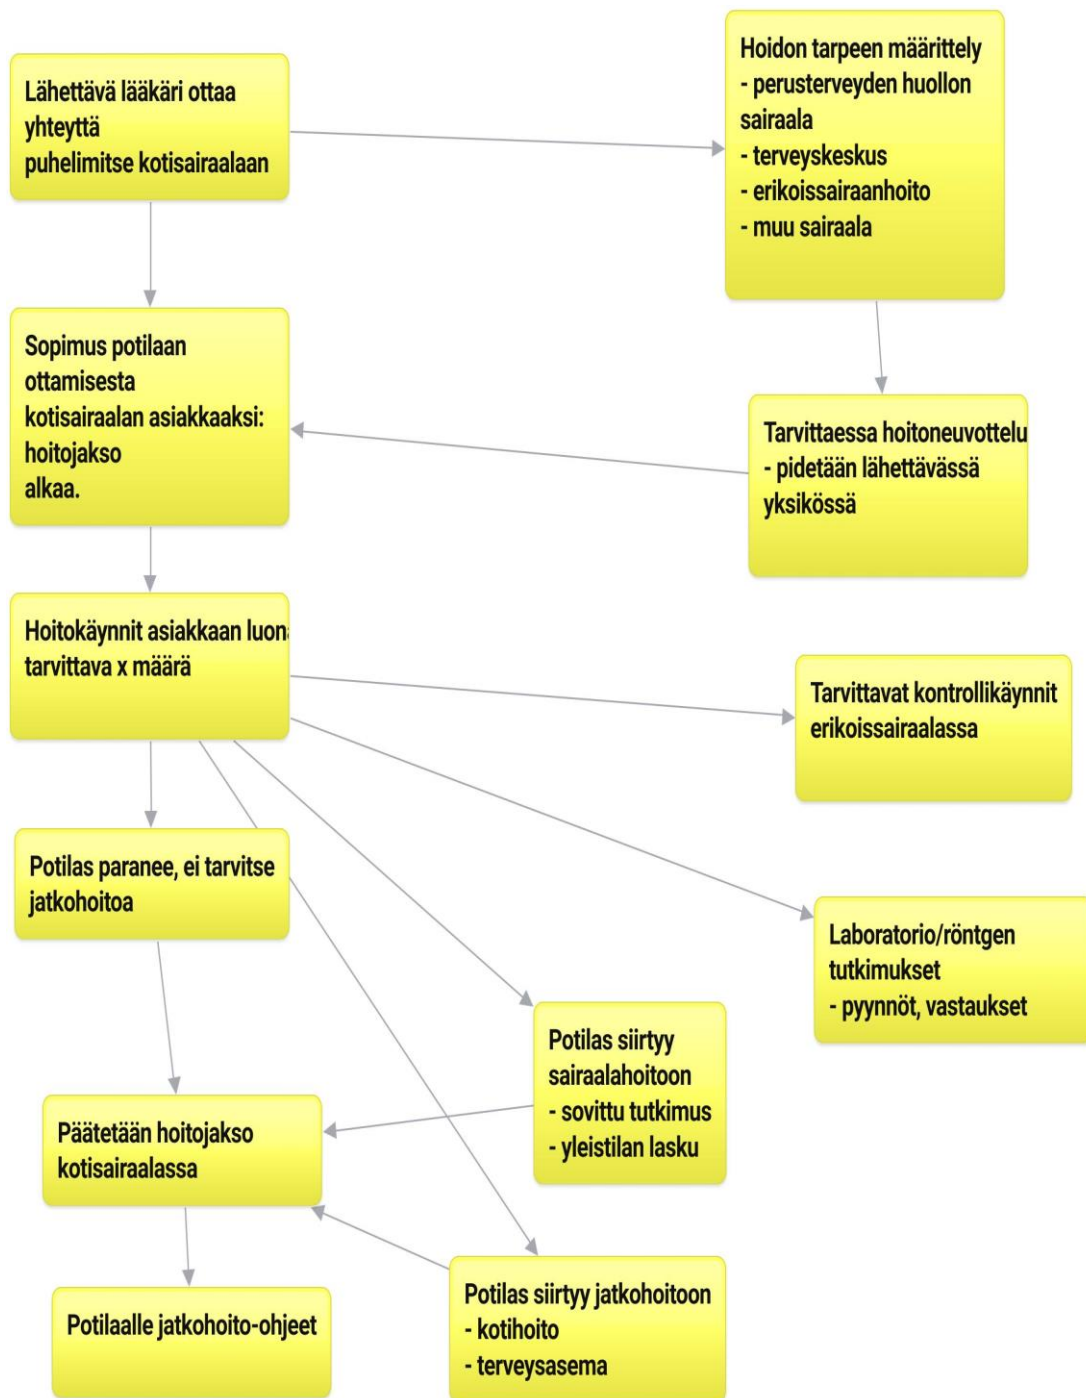 Lähettävä lääkäri ottaa
yhteyttä
puhelimitse kotisairaalaan
Hoidon tarpeen määrittely
- perusterveyden huollon
sairaala
- terveyskeskus
- erikoissairaanhoito
- muu sairaala
Sopimus potilaan
ottamisesta
kotisairaalan asiakkaaksi:
hoitojakso
alkaa.
Tarvittaessa hoitoneuvottelu
- pidetään lähettävässä
yksikössä
Hoitokäynnit asiakkaan luona
tarvittava x määrä
Tarvittavat kontrollikäynnit
erikoissairaalassa
Potilas paranee, ei tarvitse
jatkohoitoa
Laboratorio/röntgen
tutkimukset
- pyynnöt, vastaukset
Potilas siirtyy
sairaalahoitoon
- sovittu tutkimus
- yleistilan lasku
Päätetään hoitojakso
kotisairaalassa
Potilas siirtyy jatkohoitoon
- kotihoito
- terveysasema
Potilaalle jatkohoito-ohjeet